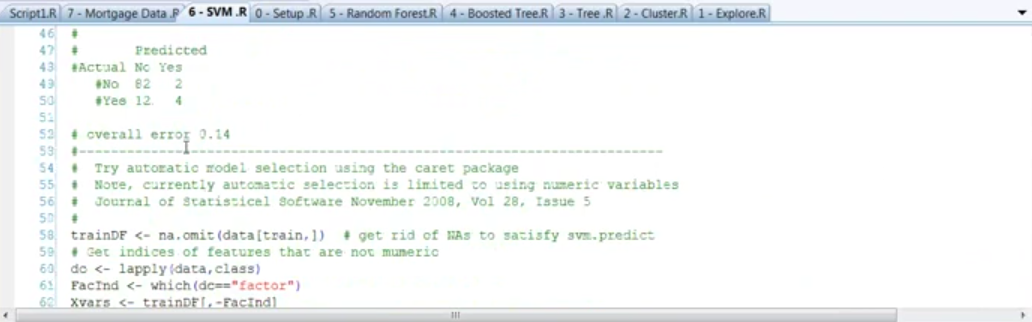 Script1.R 7 - Mortgage Data .R 6 - SVM .R 0 - Setup .R 5 - Random Forest.R 4 - Boosted Tree.R 3 - Tree .R 2 - Cluster.R 1 - Explore.R
46 #
47 # Predicted
48 #Actual No Yes
49 #No 82 2
50 #Yes 12 4
51
52 # overall error 0.14
53 #--------------------------------------------------------------------------
54 # Try automatic model selection using the caret package
55 # Note, currently automatic selection is limited to using numeric variables
56 # Journal of Statisticel Software November 2008, Vol 28, Issue 5
57 #
58 trainDF <- na.omit(data[train,]) # get rid of NAs to satisfy svm.predict
59 # Get indices of features that are not numeric
60 dc <- lapply(data,class)
61 FacInd <- which(dc=="factor")
62 Xvars <- trainDF[,-FacInd]